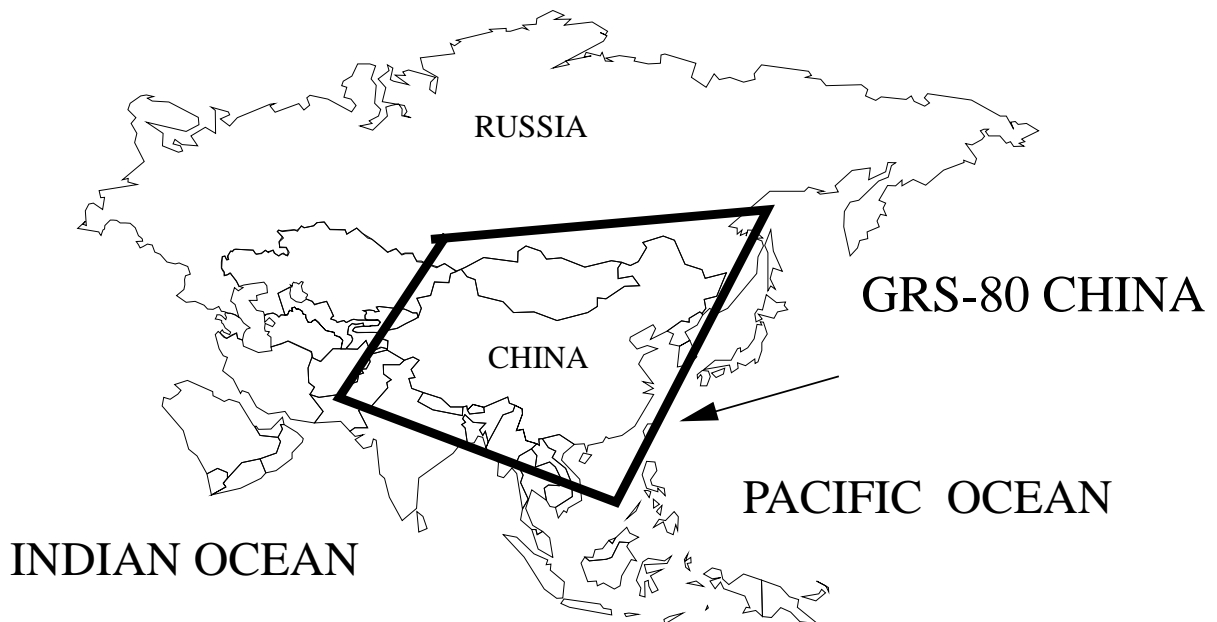 RUSSIA
GRS-80 CHINA
CHINA
PACIFIC OCEAN
INDIAN OCEAN